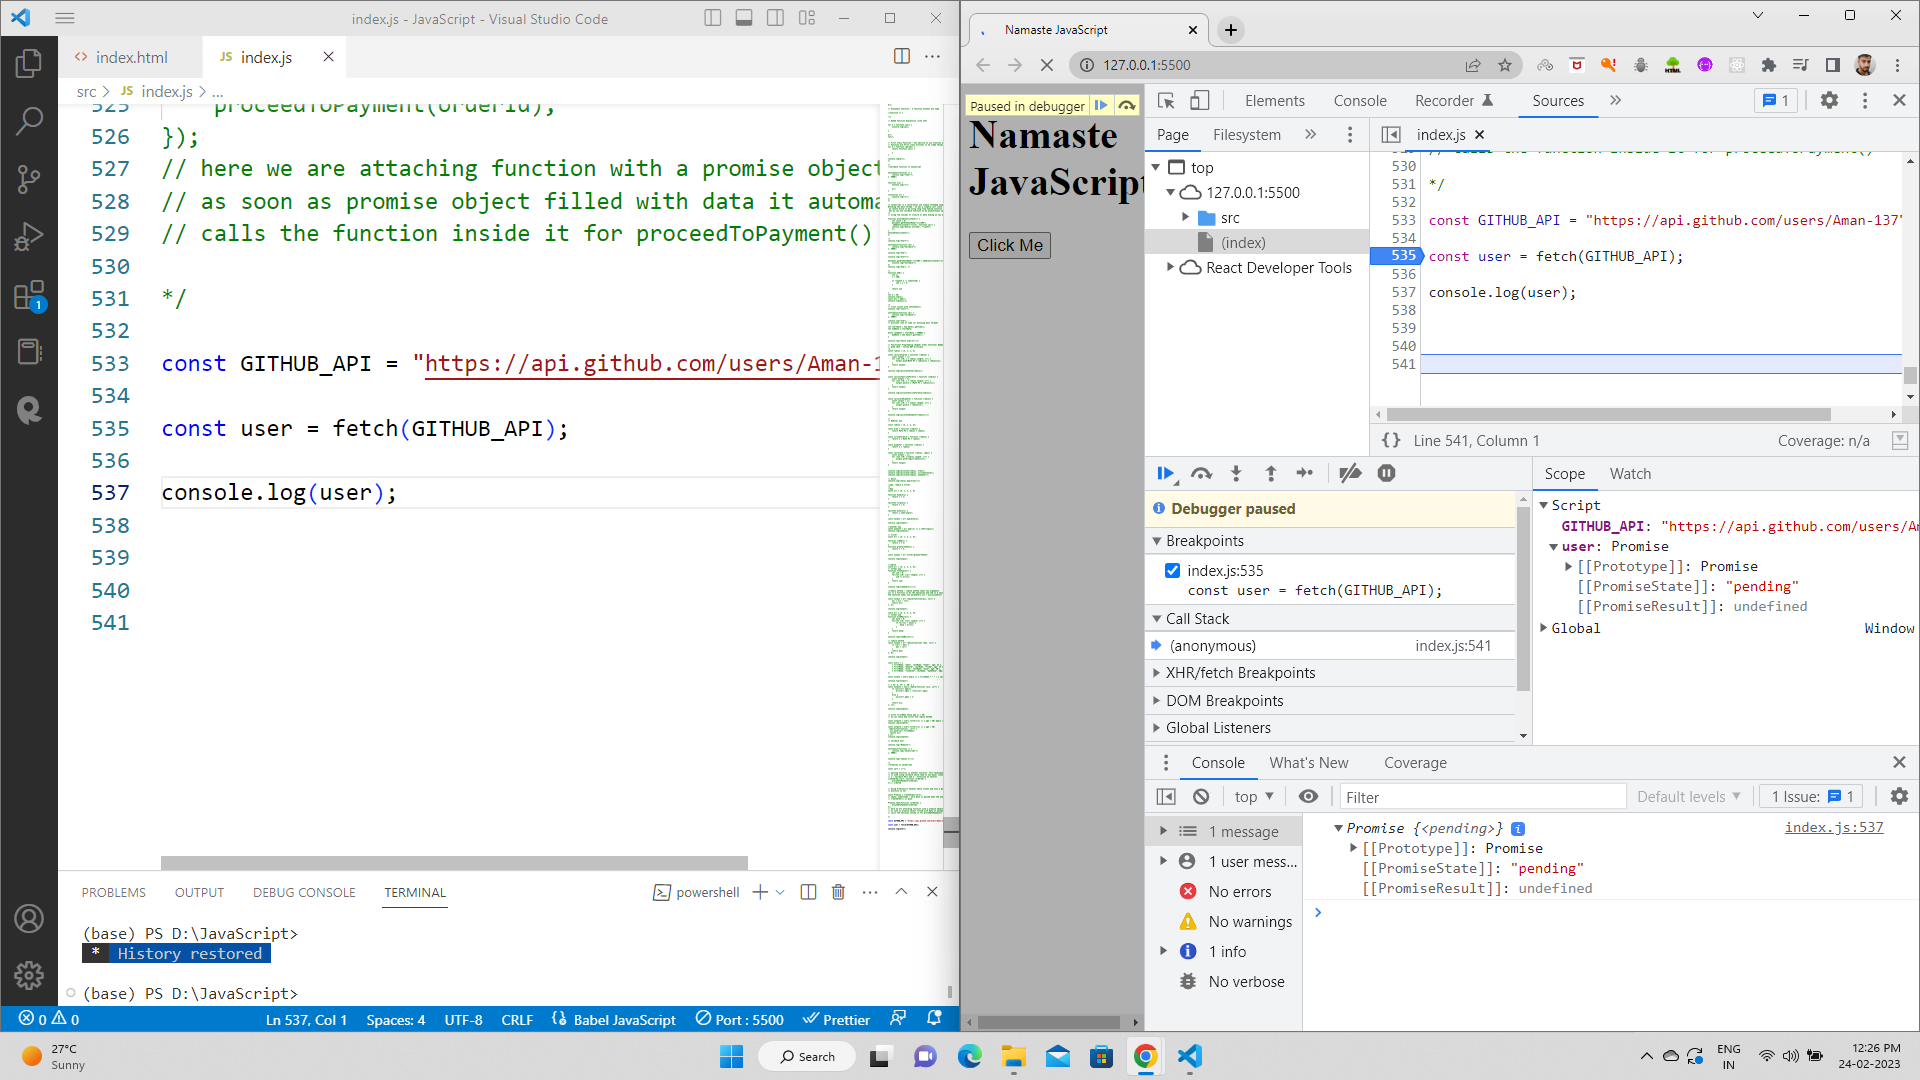 index.js - JavaScript - Visual Studio Code
index.html
JS index.js
src
JS index.js
...
525 proceedToPayment(orderId);
526 });
527 // here we are attaching function with a promise object
528 // as soon as promise object filled with data it automa
529 // calls the function inside it for proceedToPayment()
530
531 */
532
533 const GITHUB_API = "https://api.github.com/users/Aman-1
534
535 const user = fetch(GITHUB_API);
536
537 console.log(user);
538
539
540
541
PROBLEMS
OUTPUT
DEBUG CONSOLE
TERMINAL
powershell
(base) PS D:\JavaScript>
* History restored
(base) PS D:\JavaScript>
0 0
Ln 537, Col 1
Spaces: 4
UTF-8
CRLF
Babel JavaScript
Port : 5500
Prettier
1
Namaste JavaScript
127.0.0.1:5500
Paused in debugger
Namaste
JavaScript
Click Me
Elements
Console
Recorder
Sources
1
Page
Filesystem
index.js
top
127.0.0.1:5500
src
(index)
React Developer Tools
530
531 */
532
533 const GITHUB_API = "https://api.github.com/users/Aman-137"
534
535 const user = fetch(GITHUB_API);
536
537 console.log(user);
538
539
540
541
{} Line 541, Column 1
Coverage: n/a
Debugger paused
Breakpoints
index.js:535
const user = fetch(GITHUB_API);
Call Stack
(anonymous)
index.js:541
XHR/fetch Breakpoints
DOM Breakpoints
Global Listeners
Scope
Watch
Script
GITHUB_API: "https://api.github.com/users/Am
user: Promise
[[Prototype]]: Promise
[[PromiseState]]: "pending"
[[PromiseResult]]: undefined
Global
Window
Console
What's New
Coverage
top
Filter
Default levels
1 Issue: 1
1 message
1 user mess...
No errors
No warnings
1 info
No verbose
Promise {<pending>}
index.js:537
[[Prototype]]: Promise
[[PromiseState]]: "pending"
[[PromiseResult]]: undefined
27°C
Sunny
Search
ENG
IN
12:26 PM
24-02-2023